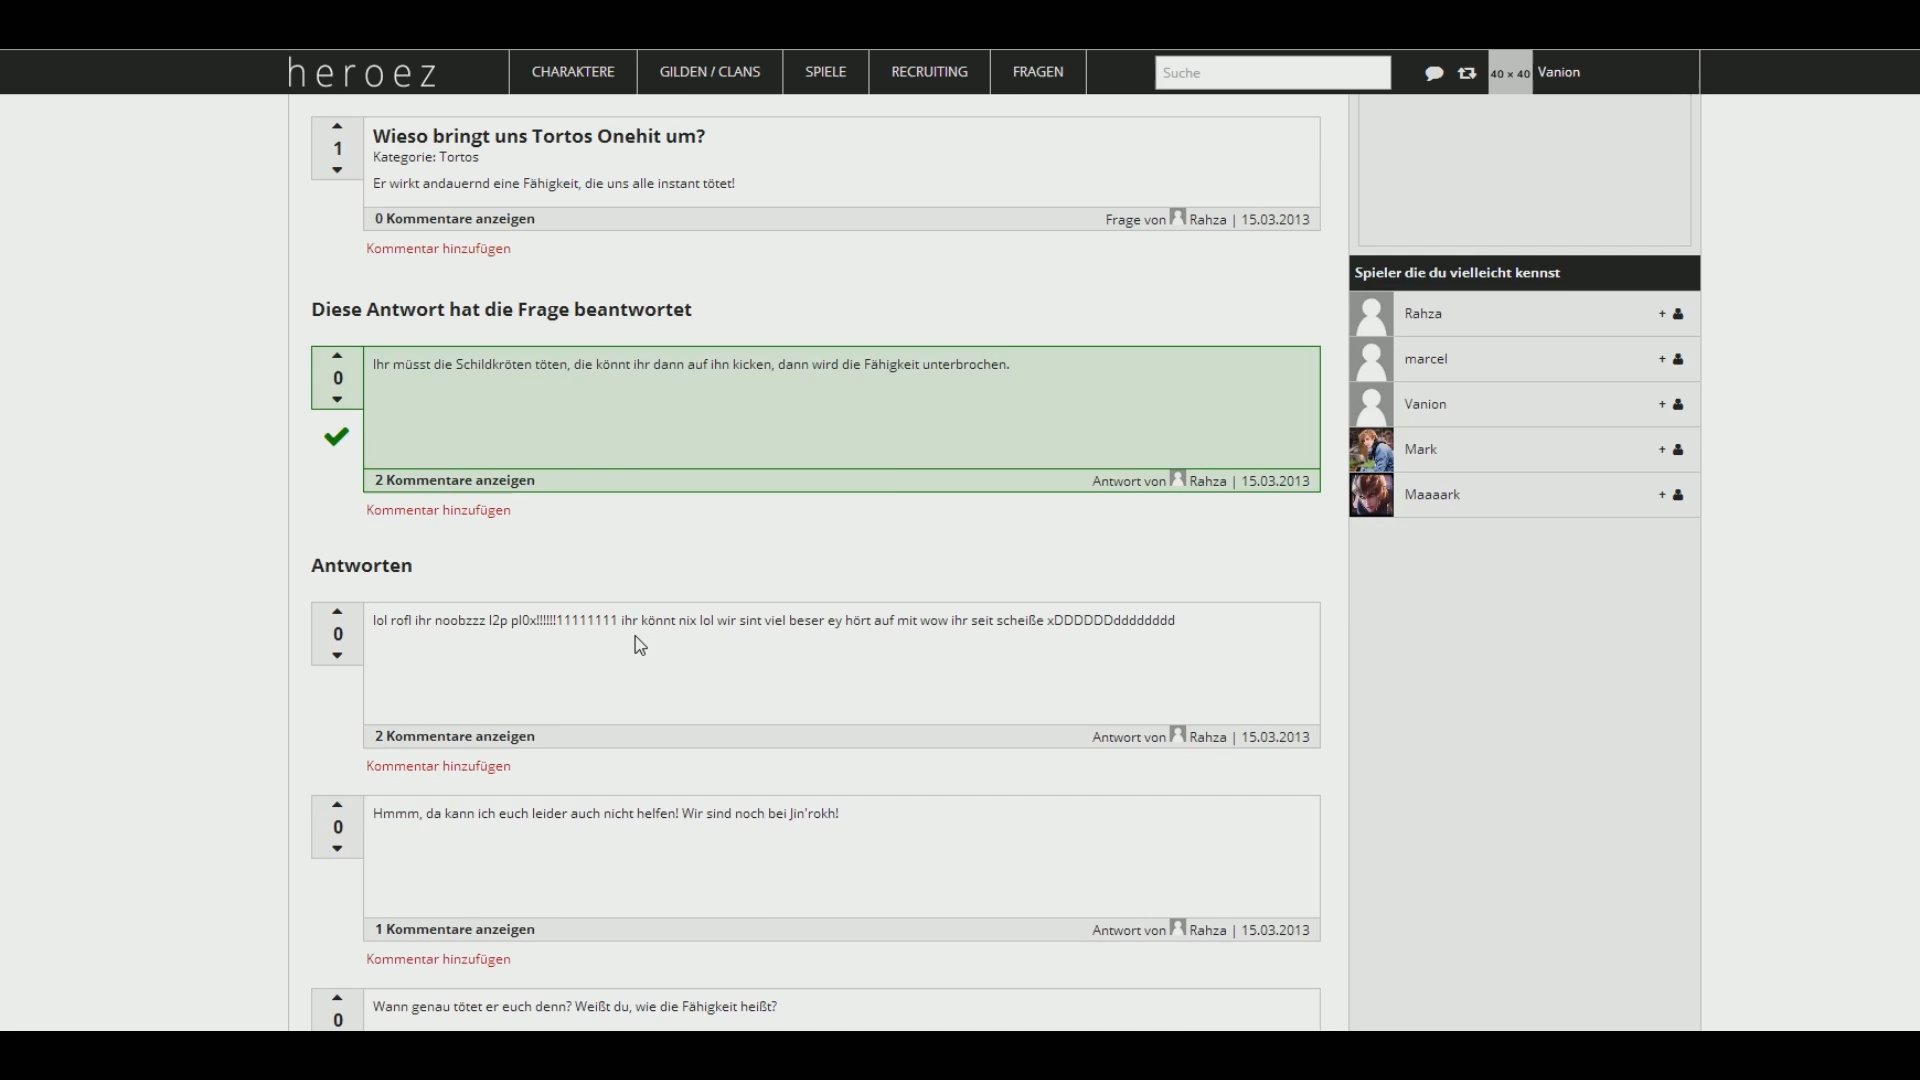 heroez
CHARAKTERE
GILDEN / CLANS
SPIELE
RECRUITING
FRAGEN
Suche
40 × 40
Vanion
1
Wieso bringt uns Tortos Onehit um?
Kategorie: Tortos
Er wirkt andauernd eine Fähigkeit, die uns alle instant tötet!
0 Kommentare anzeigen
Frage von Rahza | 15.03.2013
Kommentar hinzufügen
Diese Antwort hat die Frage beantwortet
0
Ihr müsst die Schildkröten töten, die könnt ihr dann auf ihn kicken, dann wird die Fähigkeit unterbrochen.
2 Kommentare anzeigen
Antwort von Rahza | 15.03.2013
Kommentar hinzufügen
Antworten
0
lol rofl ihr noobzzz l2p pl0x!!!!!!11111111 ihr könnt nix lol wir sint viel beser ey hört auf mit wow ihr seit scheiße xDDDDDDdddddddd
2 Kommentare anzeigen
Antwort von Rahza | 15.03.2013
Kommentar hinzufügen
0
Hmmm, da kann ich euch leider auch nicht helfen! Wir sind noch bei Jin'rokh!
1 Kommentare anzeigen
Antwort von Rahza | 15.03.2013
Kommentar hinzufügen
0
Wann genau tötet er euch denn? Weißt du, wie die Fähigkeit heißt?
Spieler die du vielleicht kennst
Rahza +
marcel +
Vanion +
Mark +
Maaaark +